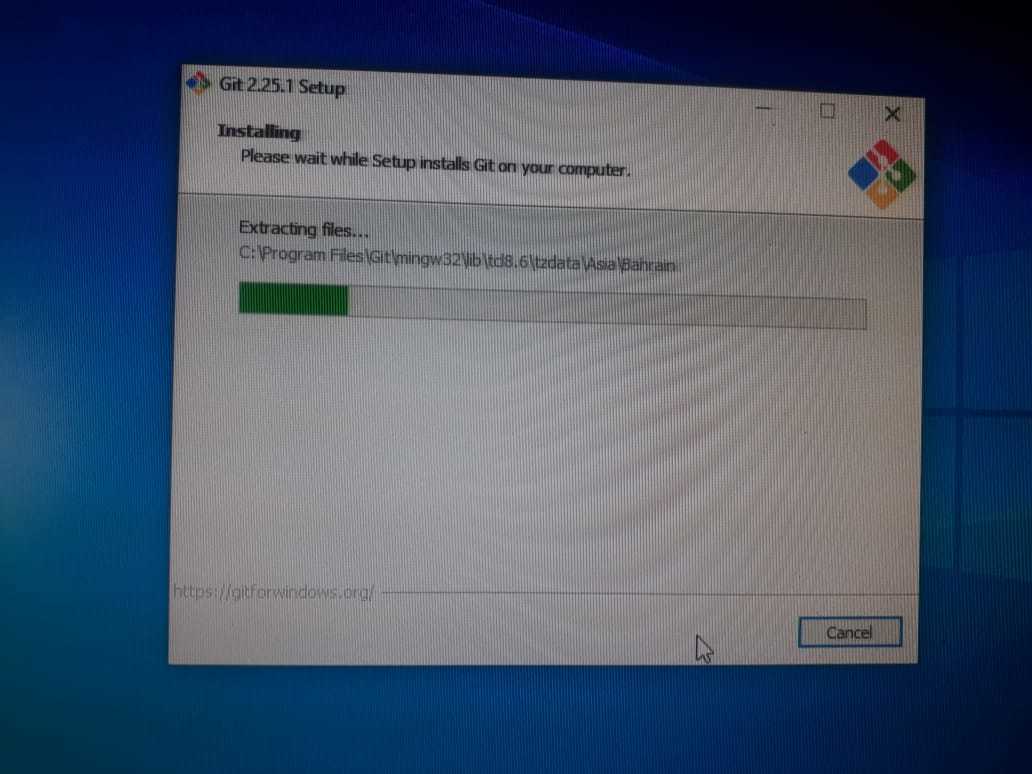 Git 2.25.1 Setup
Installing
Please wait while Setup installs Git on your computer.
Extracting files...
C:\Program Files\Git\mingw32\lib\tcl8.6\tzdata\Asia\Bahrain
https://gitforwindows.org/
Cancel